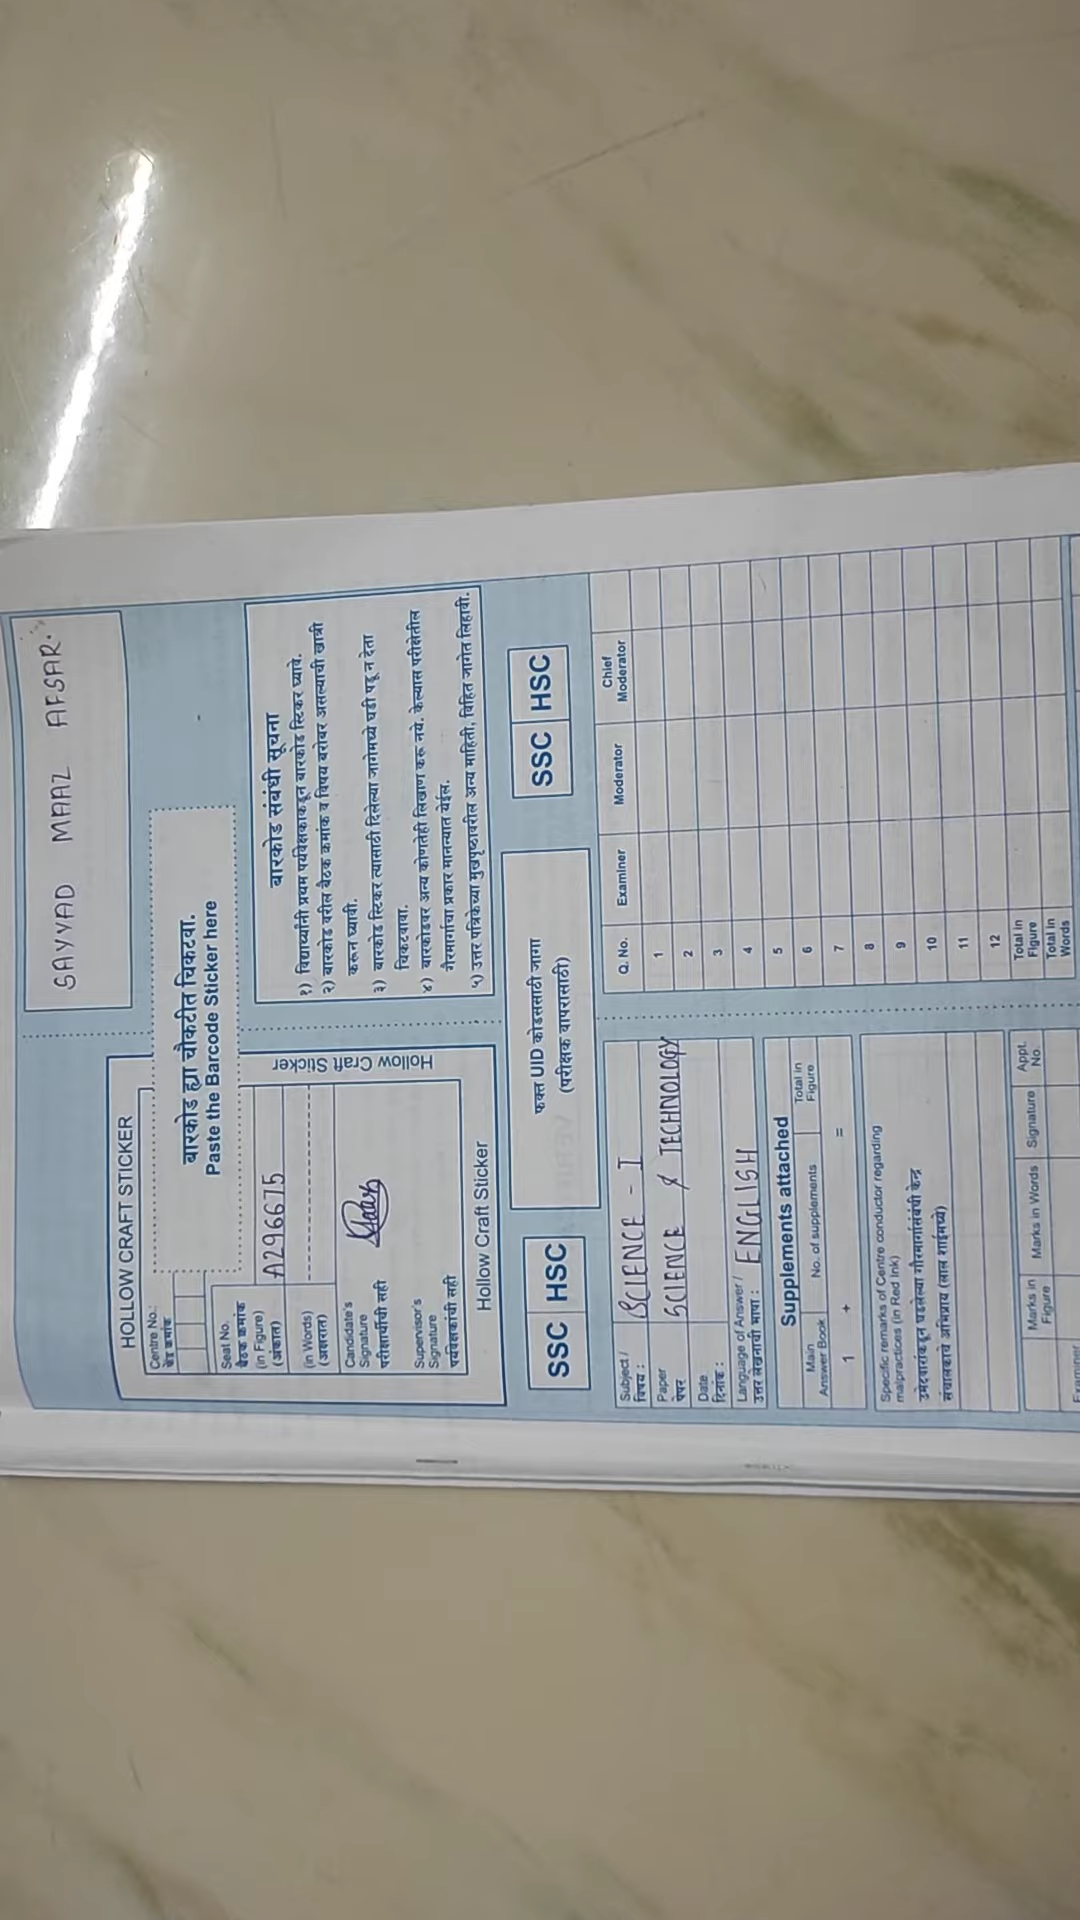 SAYYAD MAAZ AFSAR.
HOLLOW CRAFT STICKER
Centre No.:
केंद्र क्रमांक
बारकोड ह्या चौकटीत चिकटवा.
Paste the Barcode Sticker here
Seat No.
बैठक क्रमांक
(in Figure)
(अंकात)
A296675
(in Words)
(अक्षरात)
Candidate's
Signature
परीक्षार्थीची सही
Supervisor's
Signature
पर्यवेक्षकांची सही
Hollow Craft Sticker
Hollow Craft Sticker
बारकोड संबंधी सूचना
१) विद्यार्थ्यांनी प्रथम पर्यवेक्षकाकडून बारकोड स्टिकर घ्यावे.
२) बारकोड वरील बैठक क्रमांक व विषय बरोबर असल्याची खात्री
करून घ्यावी.
३) बारकोड स्टिकर त्यासाठी दिलेल्या जागेमध्ये घडी पडू न देता
चिकटवावा.
४) बारकोडवर अन्य कोणतेही लिखाण करू नये. केल्यास परीक्षेतील
गैरमार्गाचा प्रकार मानन्यात येईल.
५) उत्तर पत्रिकेच्या मुखपृष्ठावरील अन्य माहिती, विहित जागेत लिहावी.
SSC HSC
फक्त UID कोडसाठी जागा
(परीक्षक वापरासाठी)
SSC HSC
Subject /
विषय :
SCIENCE - I
Paper
पेपर
SCIENCE & TECHNOLOGY
Date
दिनांक :
Language of Answer /
उत्तर लेखनाची भाषा :
ENGLISH
Supplements attached
Main
Answer Book
No. of supplements
Total in
Figure
1 + =
Specific remarks of Centre conductor regarding
malpractices (in Red Ink)
उमेदवारांकडून घडलेल्या गैरमार्गासंबंधी केन्द्र
संचालकाचे अभिप्राय (लाल शाईमध्ये)
Marks in
Figure
Marks in Words
Signature
Appt.
No.
Examiner
Q. No. Examiner Moderator Chief
Moderator
1
2
3
4
5
6
7
8
9
10
11
12
Total in
Figure
Total in
Words